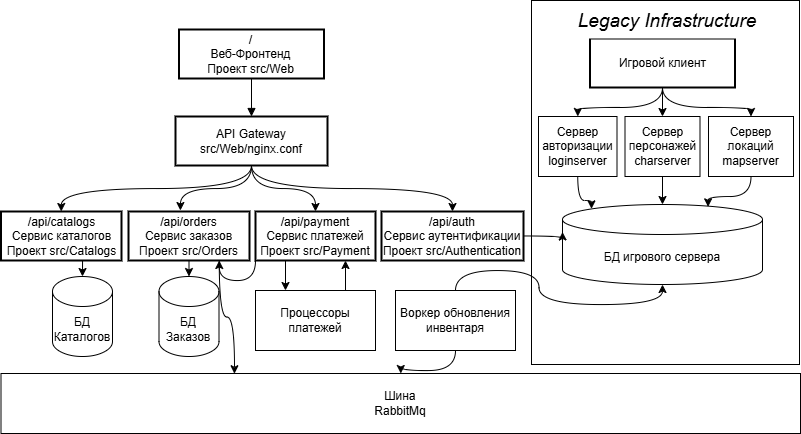 Legacy Infrastructure
/
Веб-Фронтенд
Проект src/Web
Игровой клиент
API Gateway
src/Web/nginx.conf
Сервер
авторизации
loginserver
Сервер
персонажей
charserver
Сервер
локаций
mapserver
/api/catalogs
Сервис каталогов
Проект src/Catalogs
/api/orders
Сервис заказов
Проект src/Orders
/api/payment
Сервис платежей
Проект src/Payment
/api/auth
Сервис аутентификации
Проект src/Authentication
БД игрового сервера
БД
Каталогов
БД
Заказов
Процессоры
платежей
Воркер обновления
инвентаря
Шина
RabbitMq